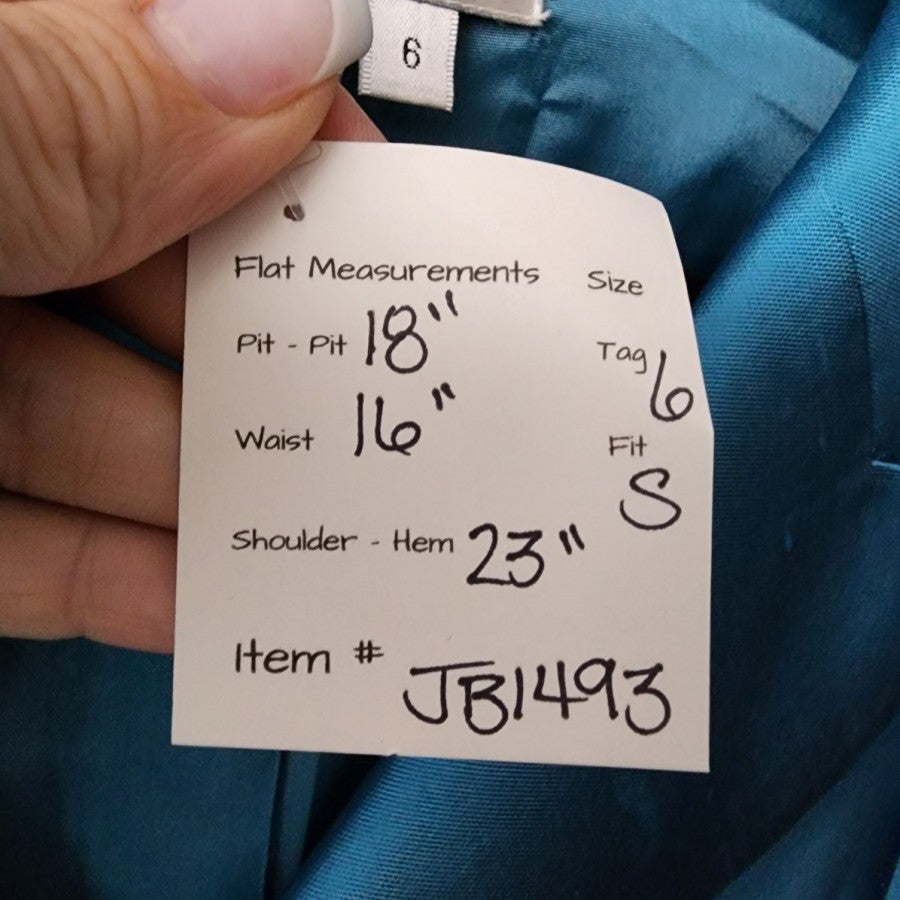 6
Flat Measurements
Pit - Pit 18"
Waist 16"
Shoulder - Hem 23"
Item # JB1493
Size
Tag 6
Fit
S